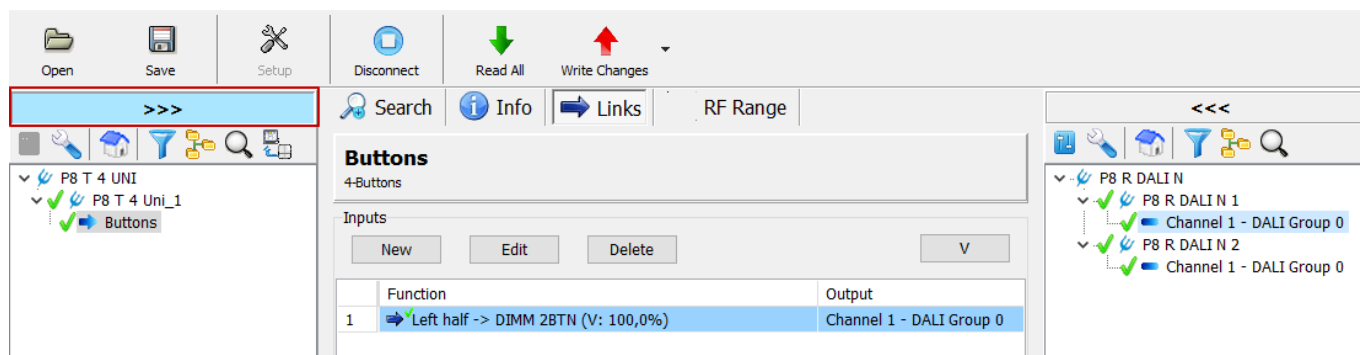 Open Save Setup Disconnect Read All Write Changes
>>> Search Info Links RF Range <<<
P8 T 4 UNI
P8 T 4 Uni_1
Buttons
Buttons
4-Buttons
Inputs
New Edit Delete V
Function Output
1 Left half -> DIMM 2BTN (V: 100,0%) Channel 1 - DALI Group 0
P8 R DALI N
P8 R DALI N 1
Channel 1 - DALI Group 0
P8 R DALI N 2
Channel 1 - DALI Group 0